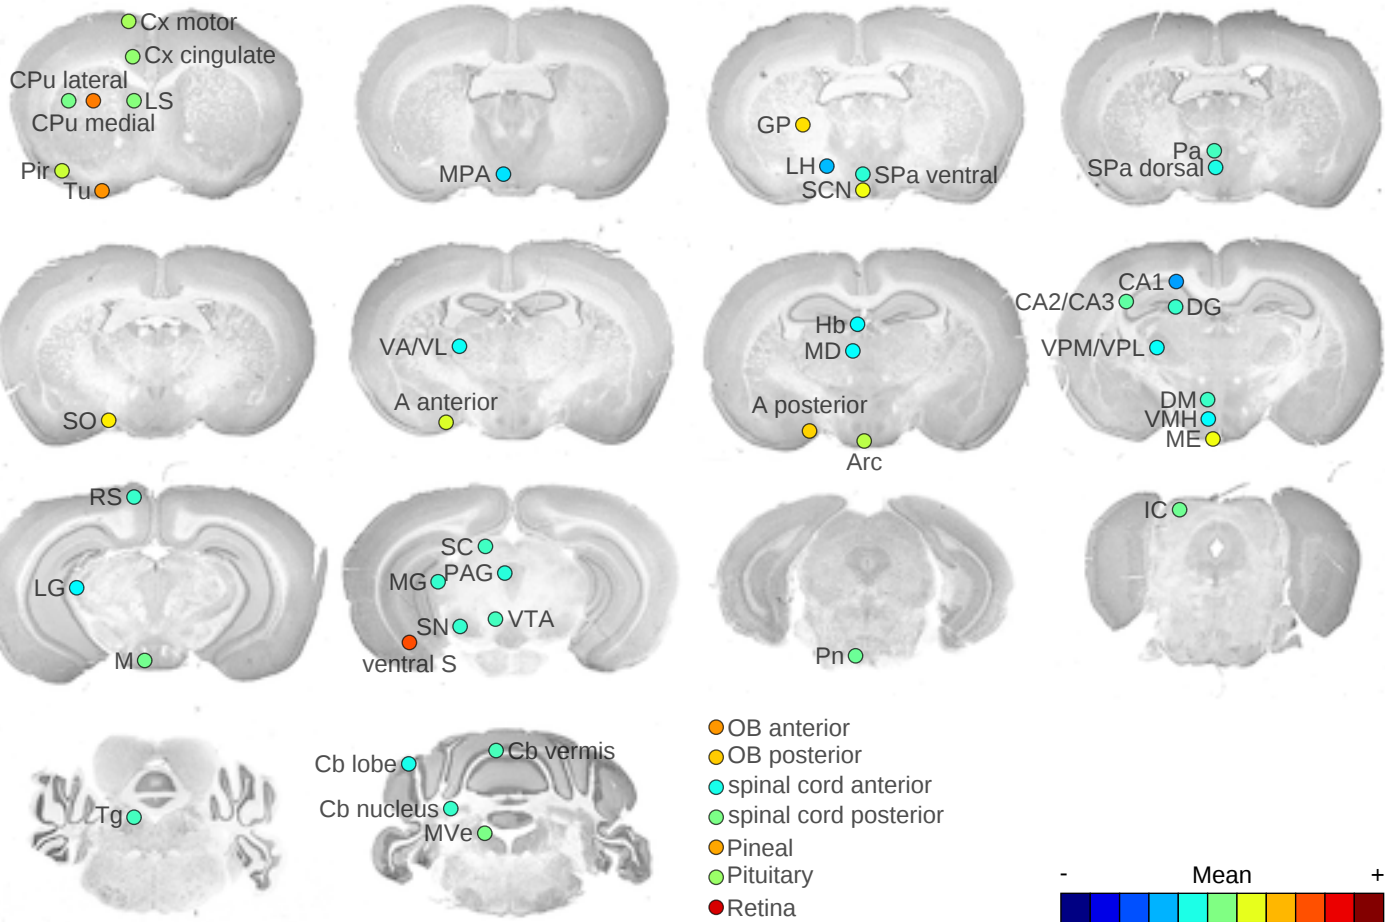 Cx motor
Cx cingulate
CPu lateral
LS
CPu medial
Pir
Tu
MPA
GP
LH
SPa ventral
SCN
Pa
SPa dorsal
SO
VA/VL
A anterior
Hb
MD
A posterior
Arc
CA1
CA2/CA3
DG
VPM/VPL
DM
VMH
ME
RS
LG
M
SC
MG
PAG
SN
VTA
ventral S
Pn
IC
Tg
Cb lobe
Cb vermis
Cb nucleus
MVe
OB anterior
OB posterior
spinal cord anterior
spinal cord posterior
Pineal
Pituitary
Retina
- Mean +